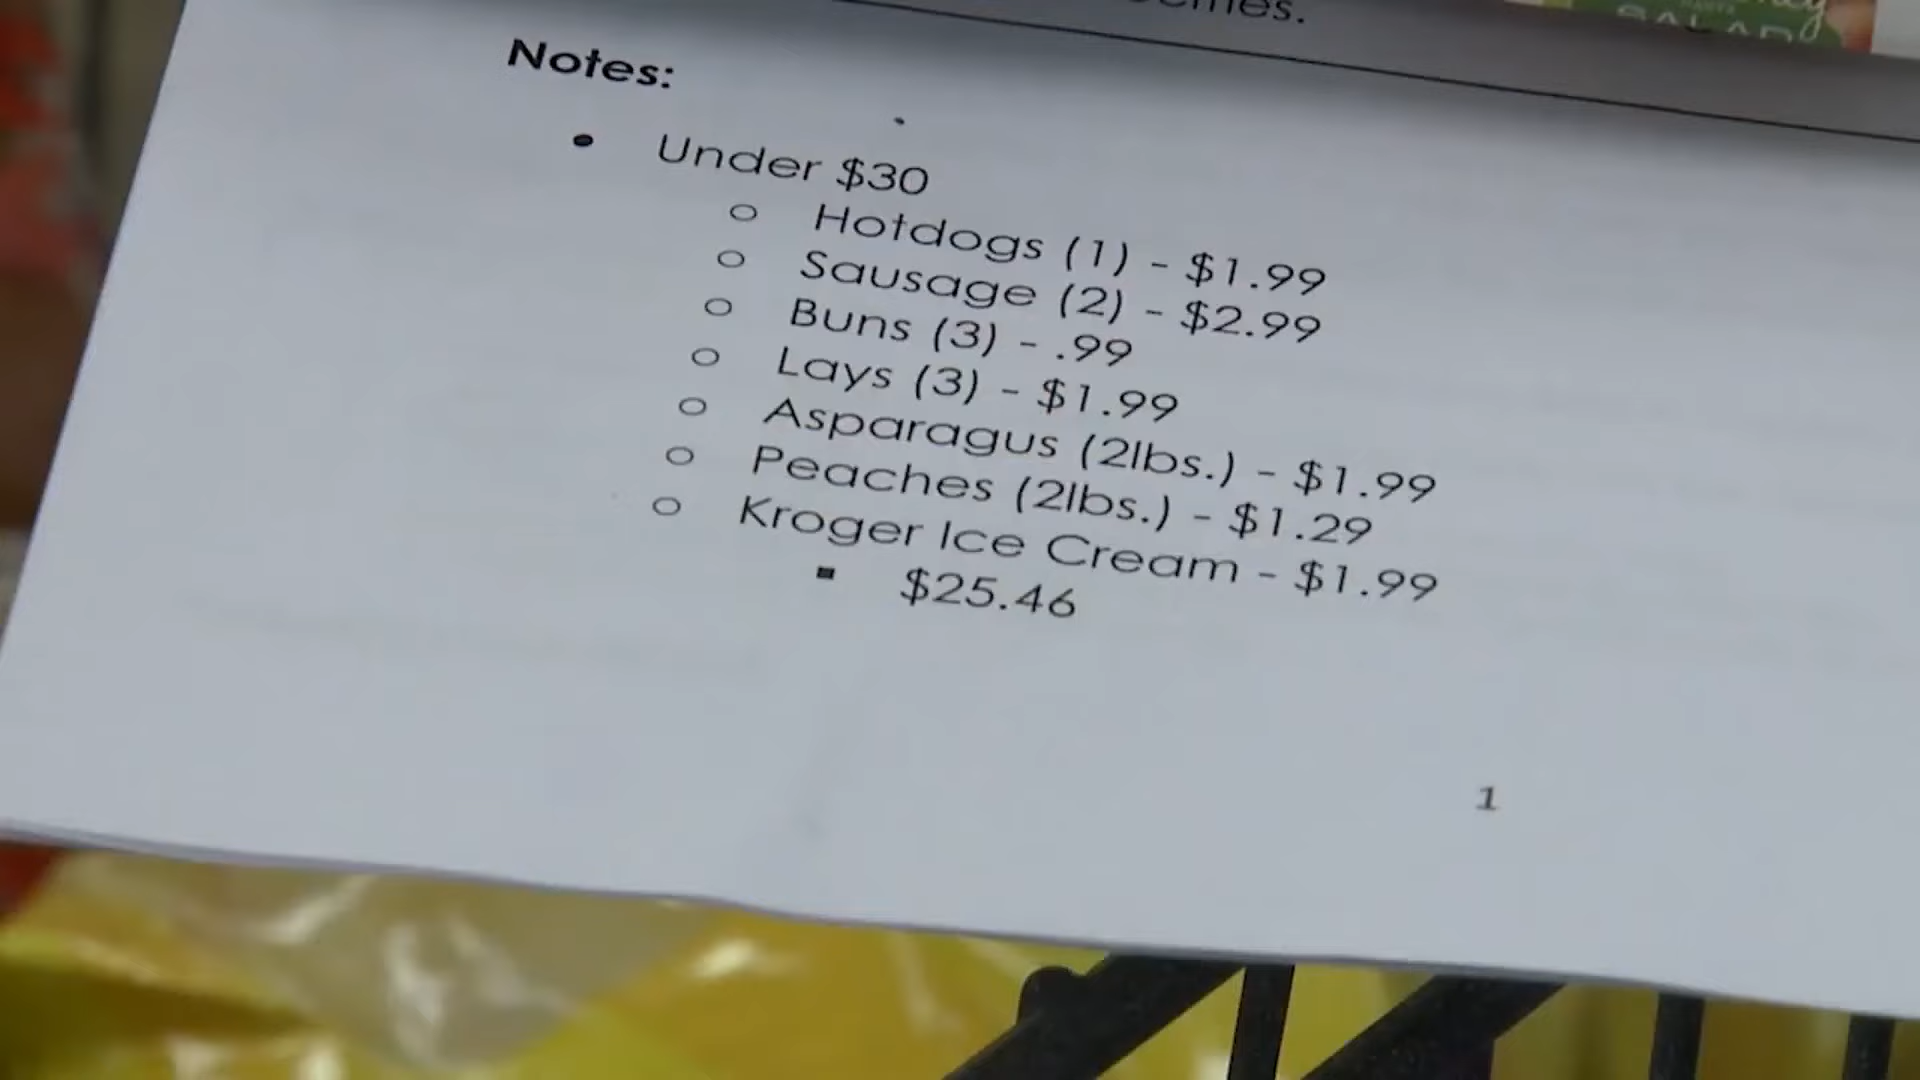 Notes:
• Under $30
o Hotdogs (1) - $1.99
o Sausage (2) - $2.99
o Buns (3) - .99
o Lays (3) - $1.99
o Asparagus (2lbs.) - $1.99
o Peaches (2lbs.) - $1.29
o Kroger Ice Cream - $1.99
▪ $25.46
1
SALAD